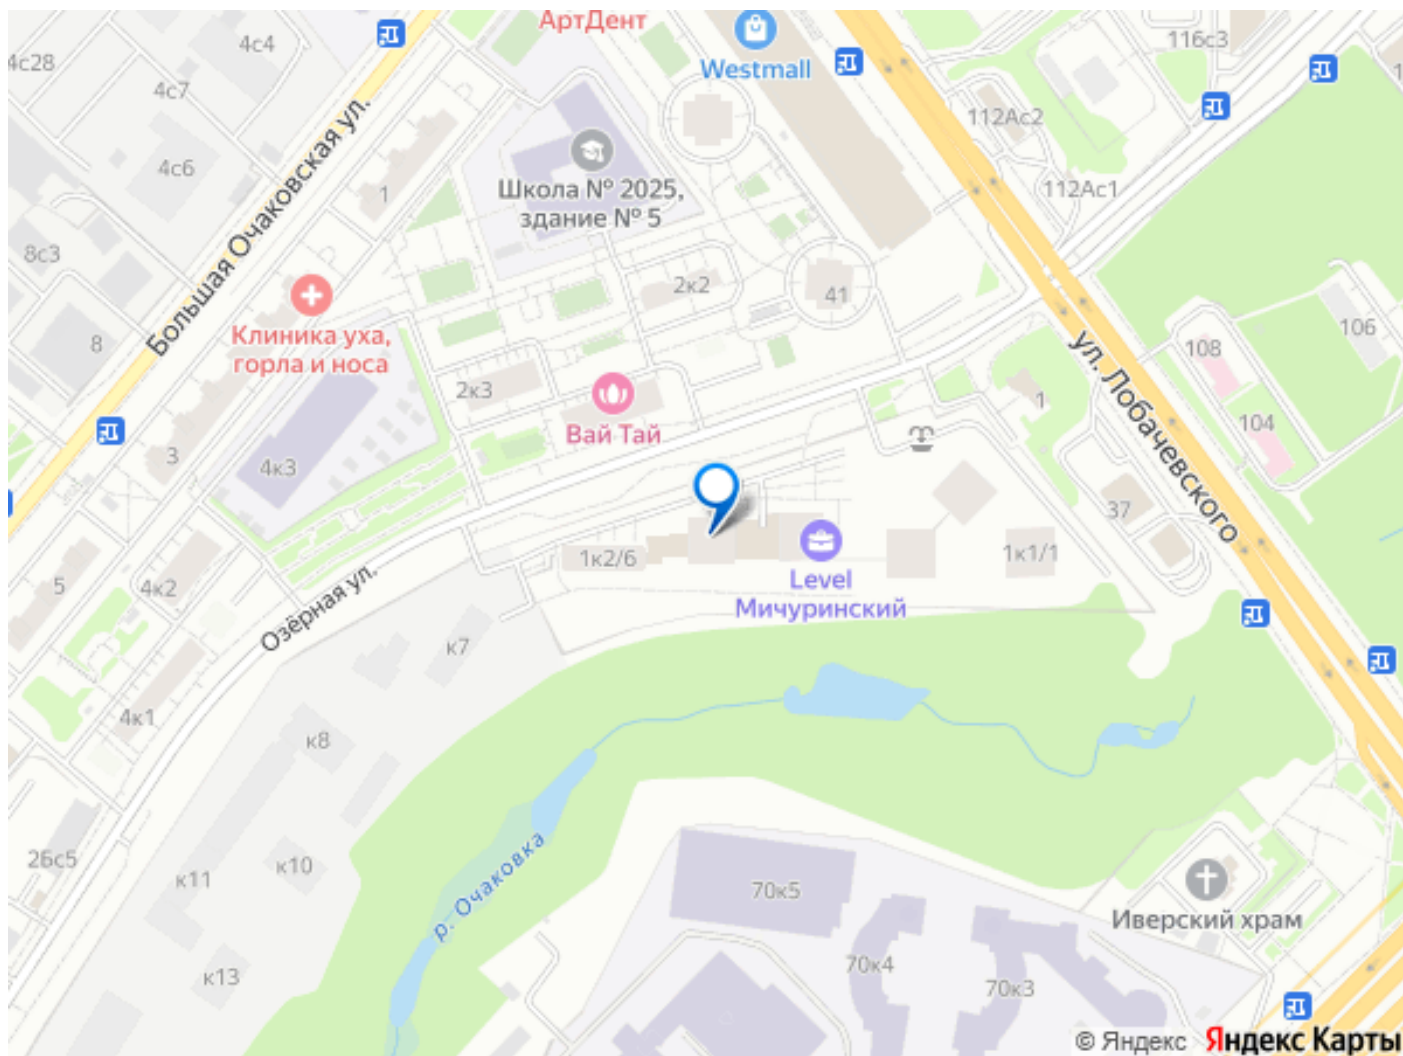 АртДент
Westmall
116с3
4с4
4с28
4с7
112Ас2
4с6
Большая Очаковская ул.
1
Школа № 2025,
здание № 5
112Ас1
8с3
2к2
41
Клиника уха,
горла и носа
8
106
108
ул. Лобачевского
2к3
Вай Тай
1
104
3
4к3
37
1к2/6
Level
Мичуринский
1к1/1
5
4к2
Озёрная ул.
к7
4к1
к8
26с5
к11
к10
р. Очаковка
70к5
Иверский храм
к13
70к4
70к3
© Яндекс Яндекс Карты